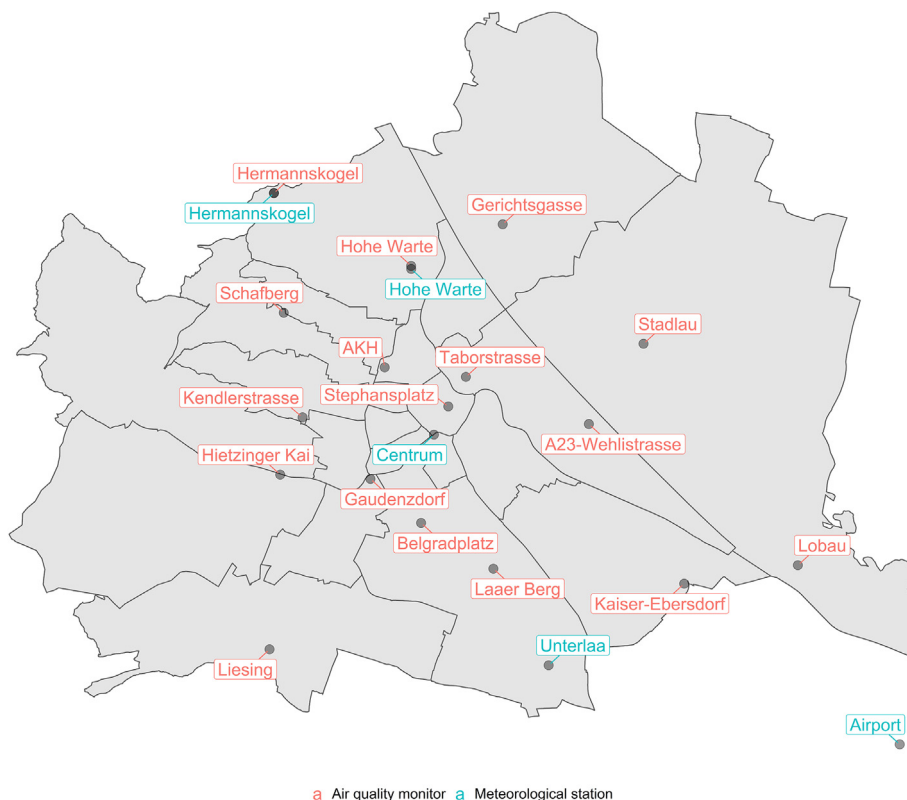 Hermannskogel
Hermannskogel
Gerichtsgasse
Hohe Warte
Hohe Warte
Schafberg
Stadlau
AKH
Taborstrasse
Stephansplatz
Kendlerstrasse
A23-Wehlistrasse
Hietzinger Kai
Centrum
Gaudenzdorf
Belgradplatz
Lobau
Laaer Berg
Kaiser-Ebersdorf
Unterlaa
Liesing
Airport
a Air quality monitor a Meteorological station